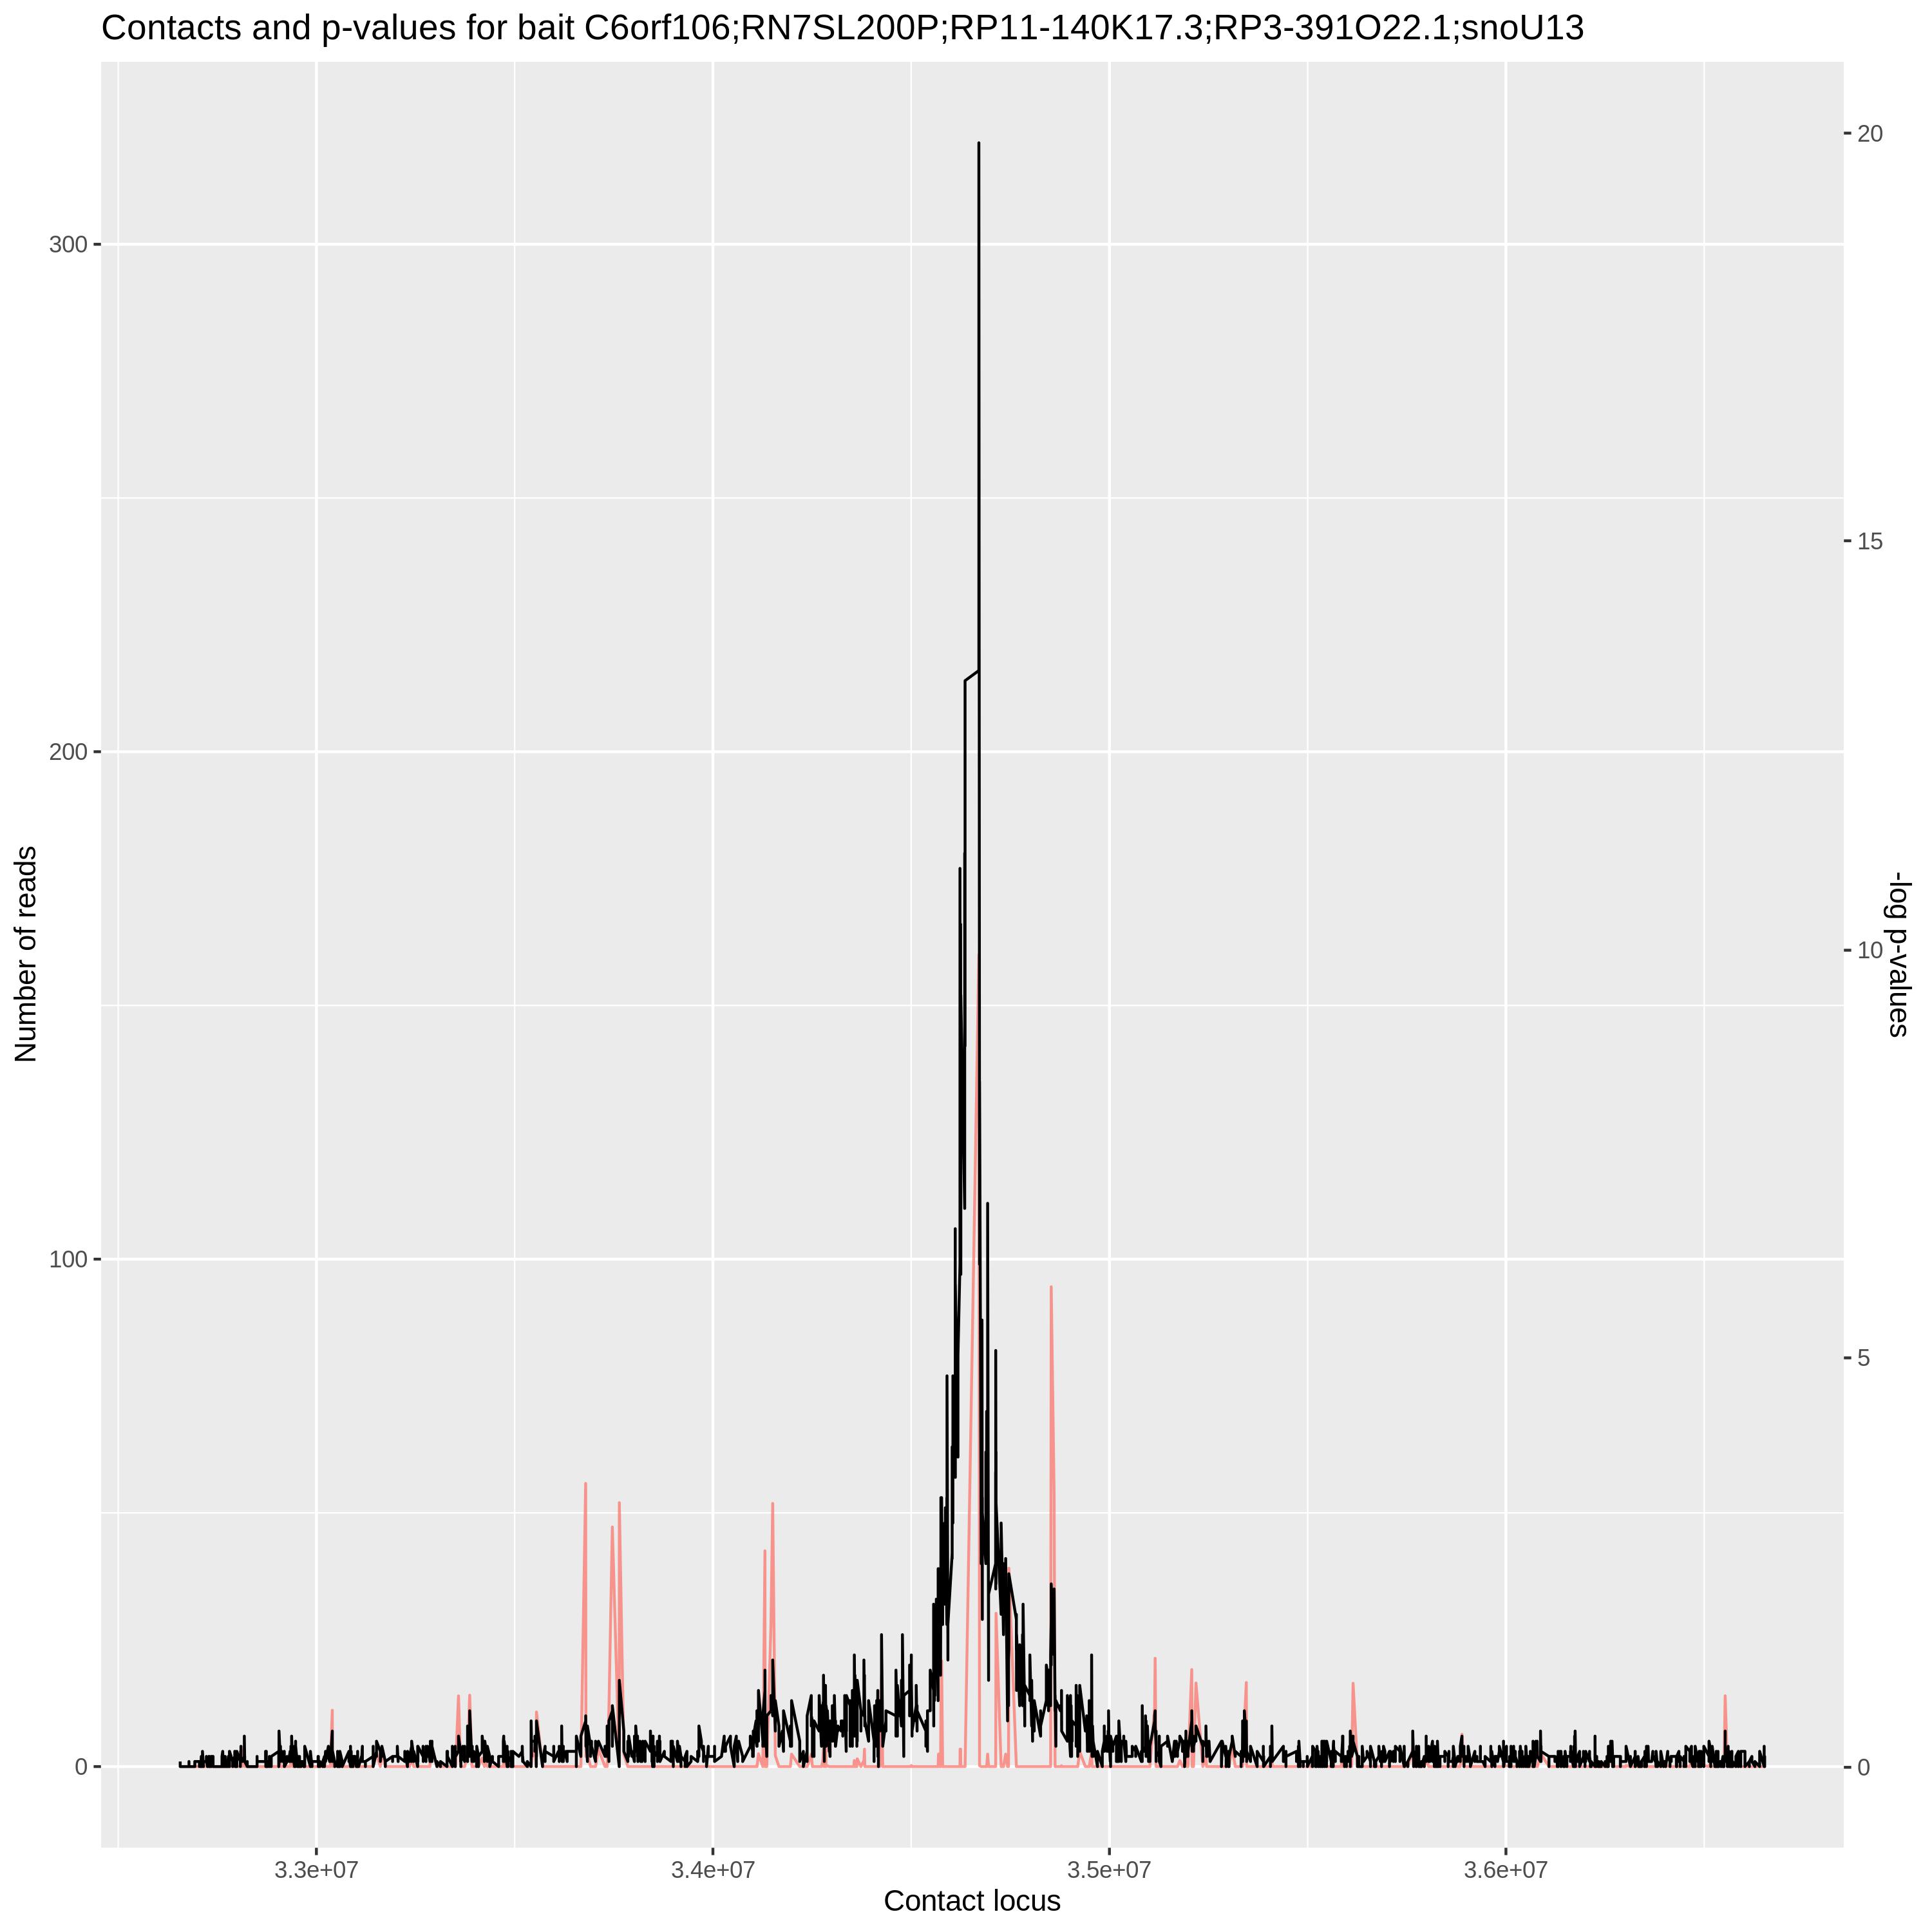 Contacts and p-values for bait C6orf106;RN7SL200P;RP11-140K17.3;RP3-391O22.1;snoU13
300
200
100
0
Number of reads
20
15
10
5
0
-log p-values
3.3e+07
3.4e+07
3.5e+07
3.6e+07
Contact locus